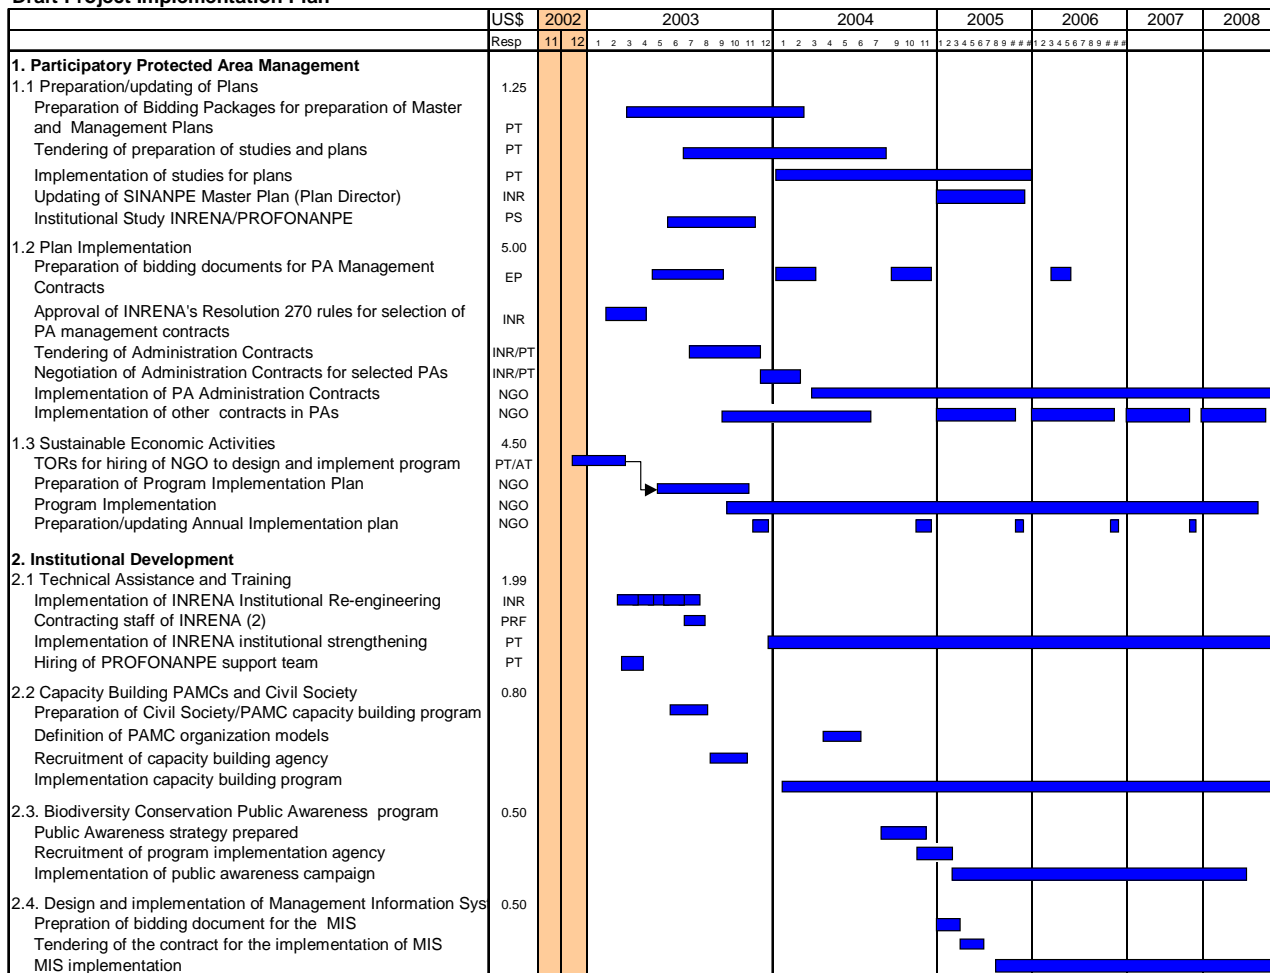 Draft Project Implementation Plan
US$ 2002 2003 2004 2005 2006 2007 2008
Resp 11 12 1 2 3 4 5 6 7 8 9 10 11 12 1 2 3 4 5 6 7 9 10 11 1 2 3 4 5 6 7 8 9 # # # 1 2 3 4 5 6 7 8 9 # # #
1. Participatory Protected Area Management
1.1 Preparation/updating of Plans 1.25
Preparation of Bidding Packages for preparation of Master
and Management Plans PT
Tendering of preparation of studies and plans PT
Implementation of studies for plans PT
Updating of SINANPE Master Plan (Plan Director) INR
Institutional Study INRENA/PROFONANPE PS
1.2 Plan Implementation 5.00
Preparation of bidding documents for PA Management
Contracts EP
Approval of INRENA's Resolution 270 rules for selection of
PA management contracts INR
Tendering of Administration Contracts INR/PT
Negotiation of Administration Contracts for selected PAs INR/PT
Implementation of PA Administration Contracts NGO
Implementation of other contracts in PAs NGO
1.3 Sustainable Economic Activities 4.50
TORs for hiring of NGO to design and implement program PT/AT
Preparation of Program Implementation Plan NGO
Program Implementation NGO
Preparation/updating Annual Implementation plan NGO
2. Institutional Development
2.1 Technical Assistance and Training 1.99
Implementation of INRENA Institutional Re-engineering INR
Contracting staff of INRENA (2) PRF
Implementation of INRENA institutional strengthening PT
Hiring of PROFONANPE support team PT
2.2 Capacity Building PAMCs and Civil Society 0.80
Preparation of Civil Society/PAMC capacity building program
Definition of PAMC organization models
Recruitment of capacity building agency
Implementation capacity building program
2.3. Biodiversity Conservation Public Awareness program 0.50
Public Awareness strategy prepared
Recruitment of program implementation agency
Implementation of public awareness campaign
2.4. Design and implementation of Management Information Sys 0.50
Prepration of bidding document for the MIS
Tendering of the contract for the implementation of MIS
MIS implementation